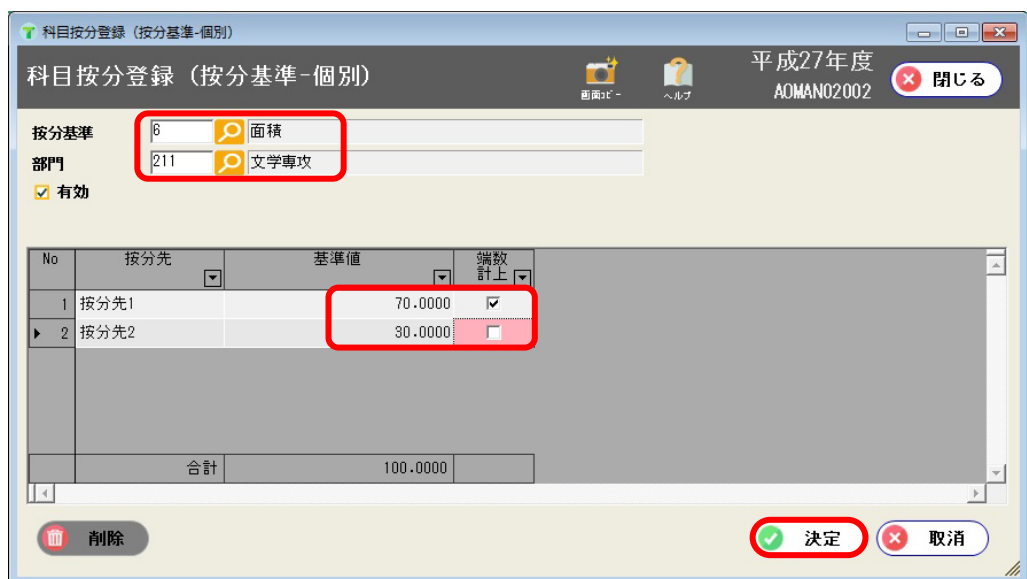 科目按分登録（按分基準-個別）
科目按分登録（按分基準-個別）
画面ｺﾋﾟｰ
ヘルプ
平成27年度
AOMAN02002
閉じる
按分基準 6 面積
部門 211 文学専攻
有効
No 按分先 基準値 端数計上
1 按分先1 70.0000
2 按分先2 30.0000
合計 100.0000
削除 決定 取消